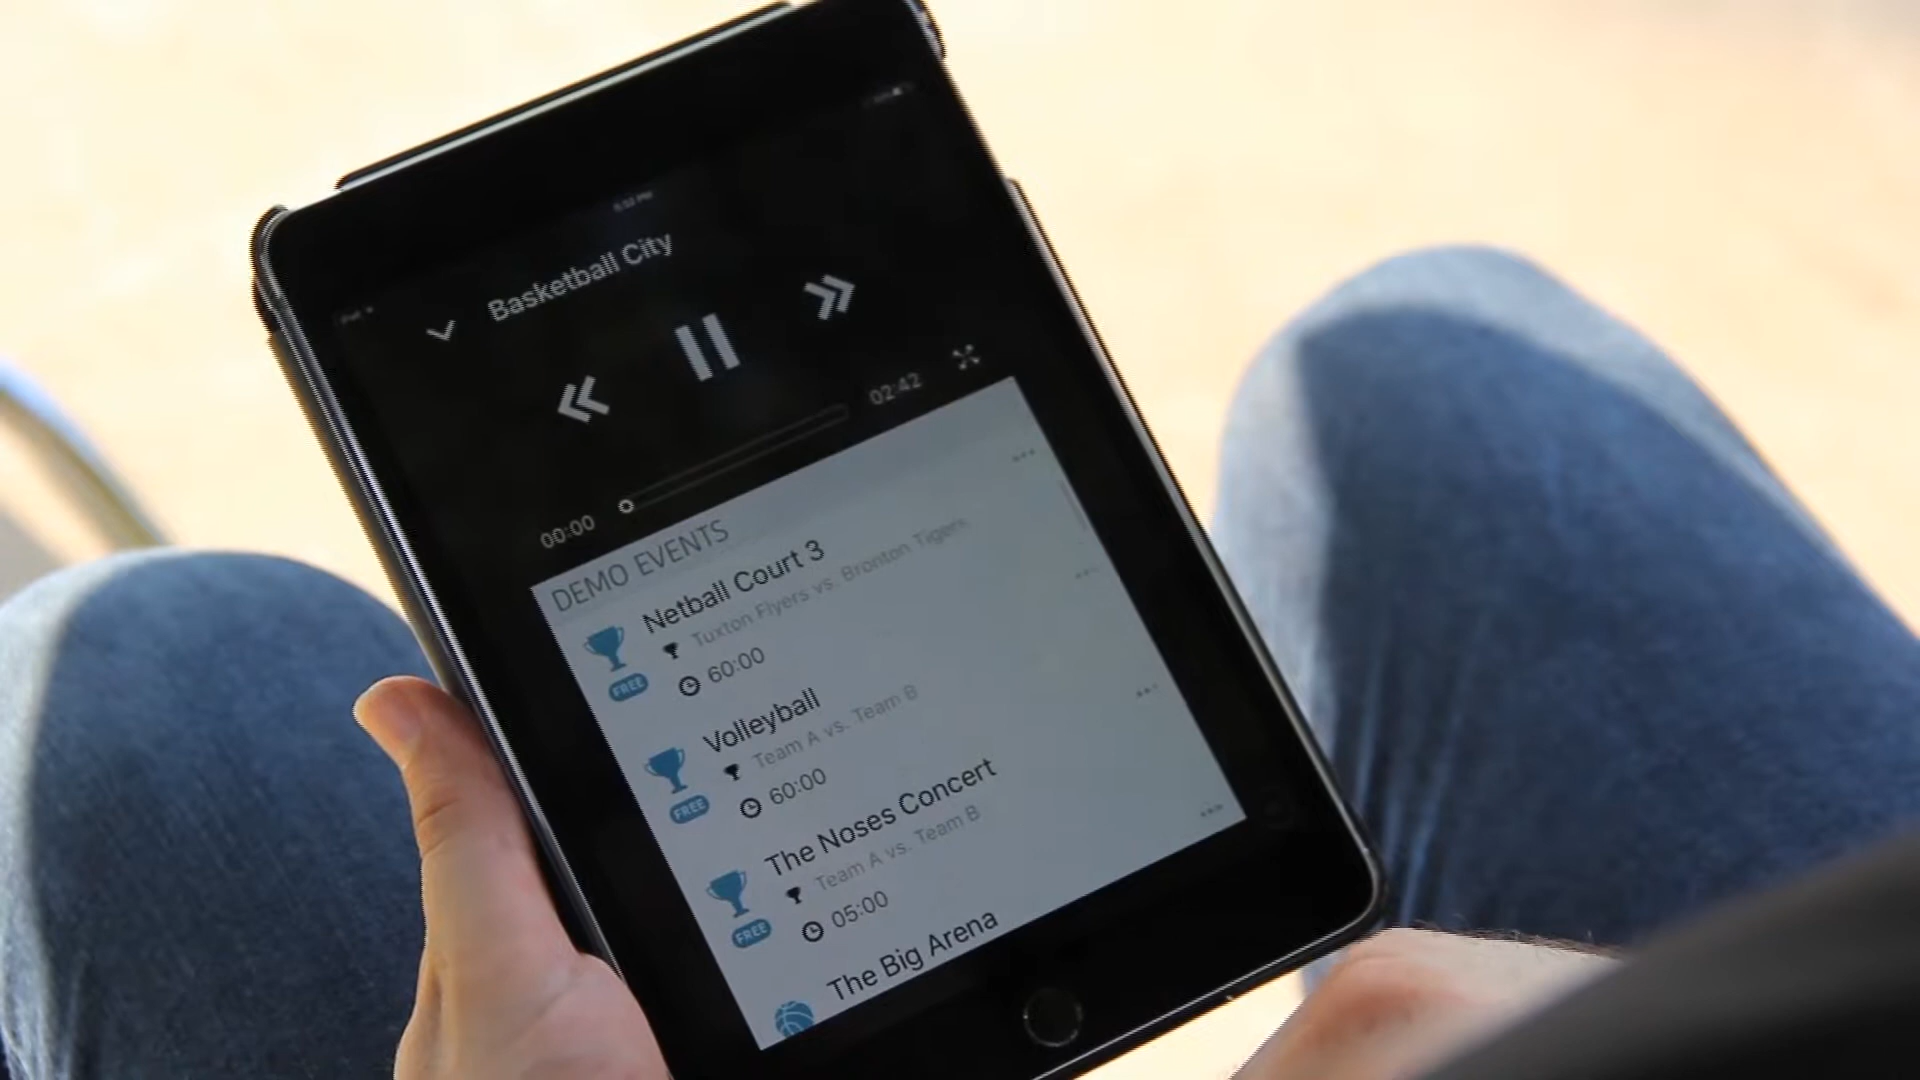 Basketball City
00:00
02:42
DEMO EVENTS
Netball Court 3
Tuxton Flyers vs. Bronton Tigers
60:00
FREE
Volleyball
Team A vs. Team B
60:00
FREE
The Noses Concert
Team A vs. Team B
05:00
FREE
The Big Arena